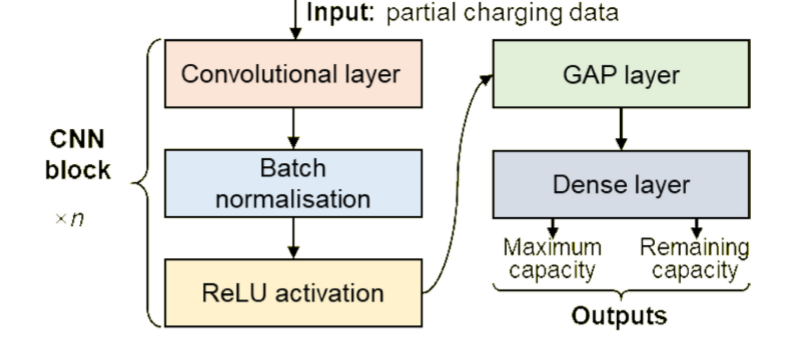 Input: partial charging data
CNN
block
×n
Convolutional layer
Batch
normalisation
ReLU activation
GAP layer
Dense layer
Maximum
capacity
Remaining
capacity
Outputs